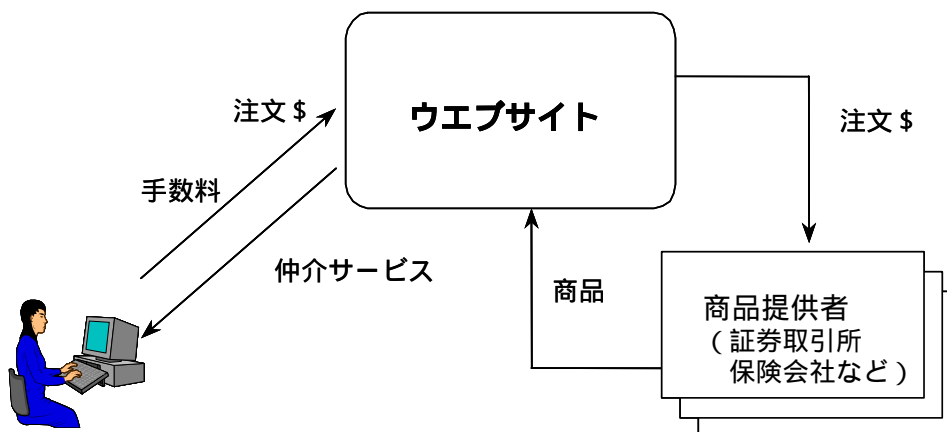 ウエブサイト
注文＄
手数料
仲介サービス
注文＄
商品
商品提供者
（証券取引所
保険会社など）